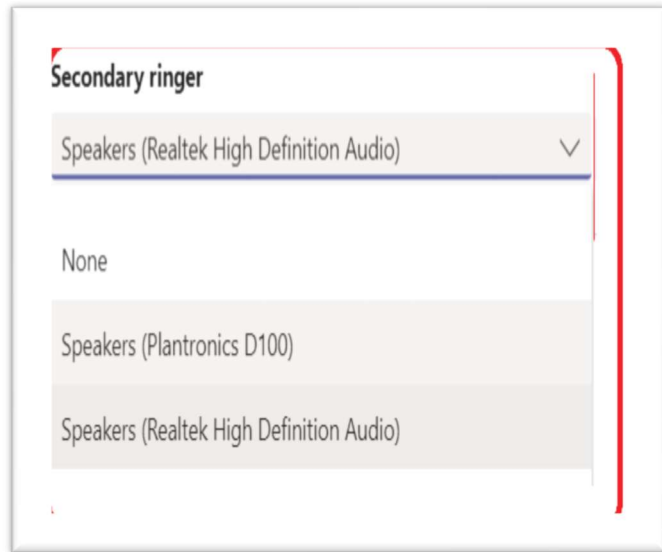 Secondary ringer
Speakers (Realtek High Definition Audio)
None
Speakers (Plantronics D100)
Speakers (Realtek High Definition Audio)